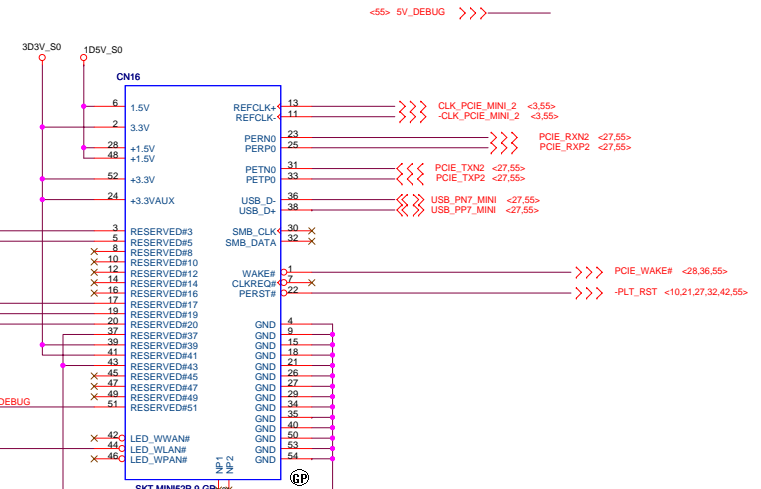 <55> 5V_DEBUG
3D3V_S0
1D5V_S0
CN16
6 1.5V
2 3.3V
28 +1.5V
48 +1.5V
52 +3.3V
24 +3.3VAUX
3 RESERVED#3
5 RESERVED#5
8 RESERVED#8
10 RESERVED#10
12 RESERVED#12
14 RESERVED#14
16 RESERVED#16
17 RESERVED#17
19 RESERVED#19
20 RESERVED#20
37 RESERVED#37
39 RESERVED#39
41 RESERVED#41
43 RESERVED#43
45 RESERVED#45
47 RESERVED#47
49 RESERVED#49
51 RESERVED#51
DEBUG
42 LED_WWAN#
44 LED_WLAN#
46 LED_WPAN#
REFCLK+ 13 CLK_PCIE_MINI_2 <3,55>
REFCLK- 11 -CLK_PCIE_MINI_2 <3,55>
PERN0 23 PCIE_RXN2 <27,55>
PERP0 25 PCIE_RXP2 <27,55>
PETN0 31 PCIE_TXN2 <27,55>
PETP0 33 PCIE_TXP2 <27,55>
USB_D- 36 USB_PN7_MINI <27,55>
USB_D+ 38 USB_PP7_MINI <27,55>
SMB_CLK 30
SMB_DATA 32
WAKE# 1 PCIE_WAKE# <28,36,55>
CLKREQ# 7
PERST# 22 -PLT_RST <10,21,27,32,42,55>
GND 4
GND 9
GND 15
GND 18
GND 21
GND 26
GND 27
GND 29
GND 34
GND 35
GND 40
GND 50
GND 53
GND 54
NP1
NP2
GP
SKT-MINI52P-9-GP